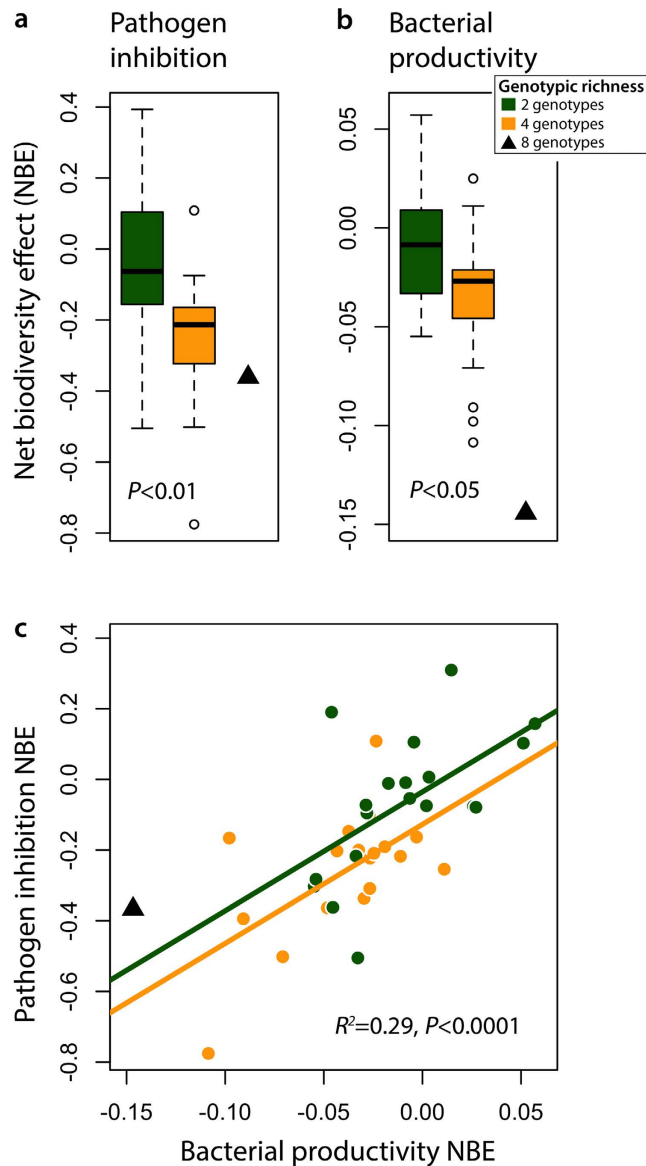 a
Pathogen
inhibition
b
Bacterial
productivity
Genotypic richness
2 genotypes
4 genotypes
8 genotypes
Net biodiversity effect (NBE)
0.4
0.2
0.0
-0.2
-0.4
-0.6
-0.8
P<0.01
0.05
0.00
-0.05
-0.10
-0.15
P<0.05
c
Pathogen inhibition NBE
0.4
0.2
0.0
-0.2
-0.4
-0.6
-0.8
R²=0.29, P<0.0001
-0.15 -0.10 -0.05 0.00 0.05
Bacterial productivity NBE